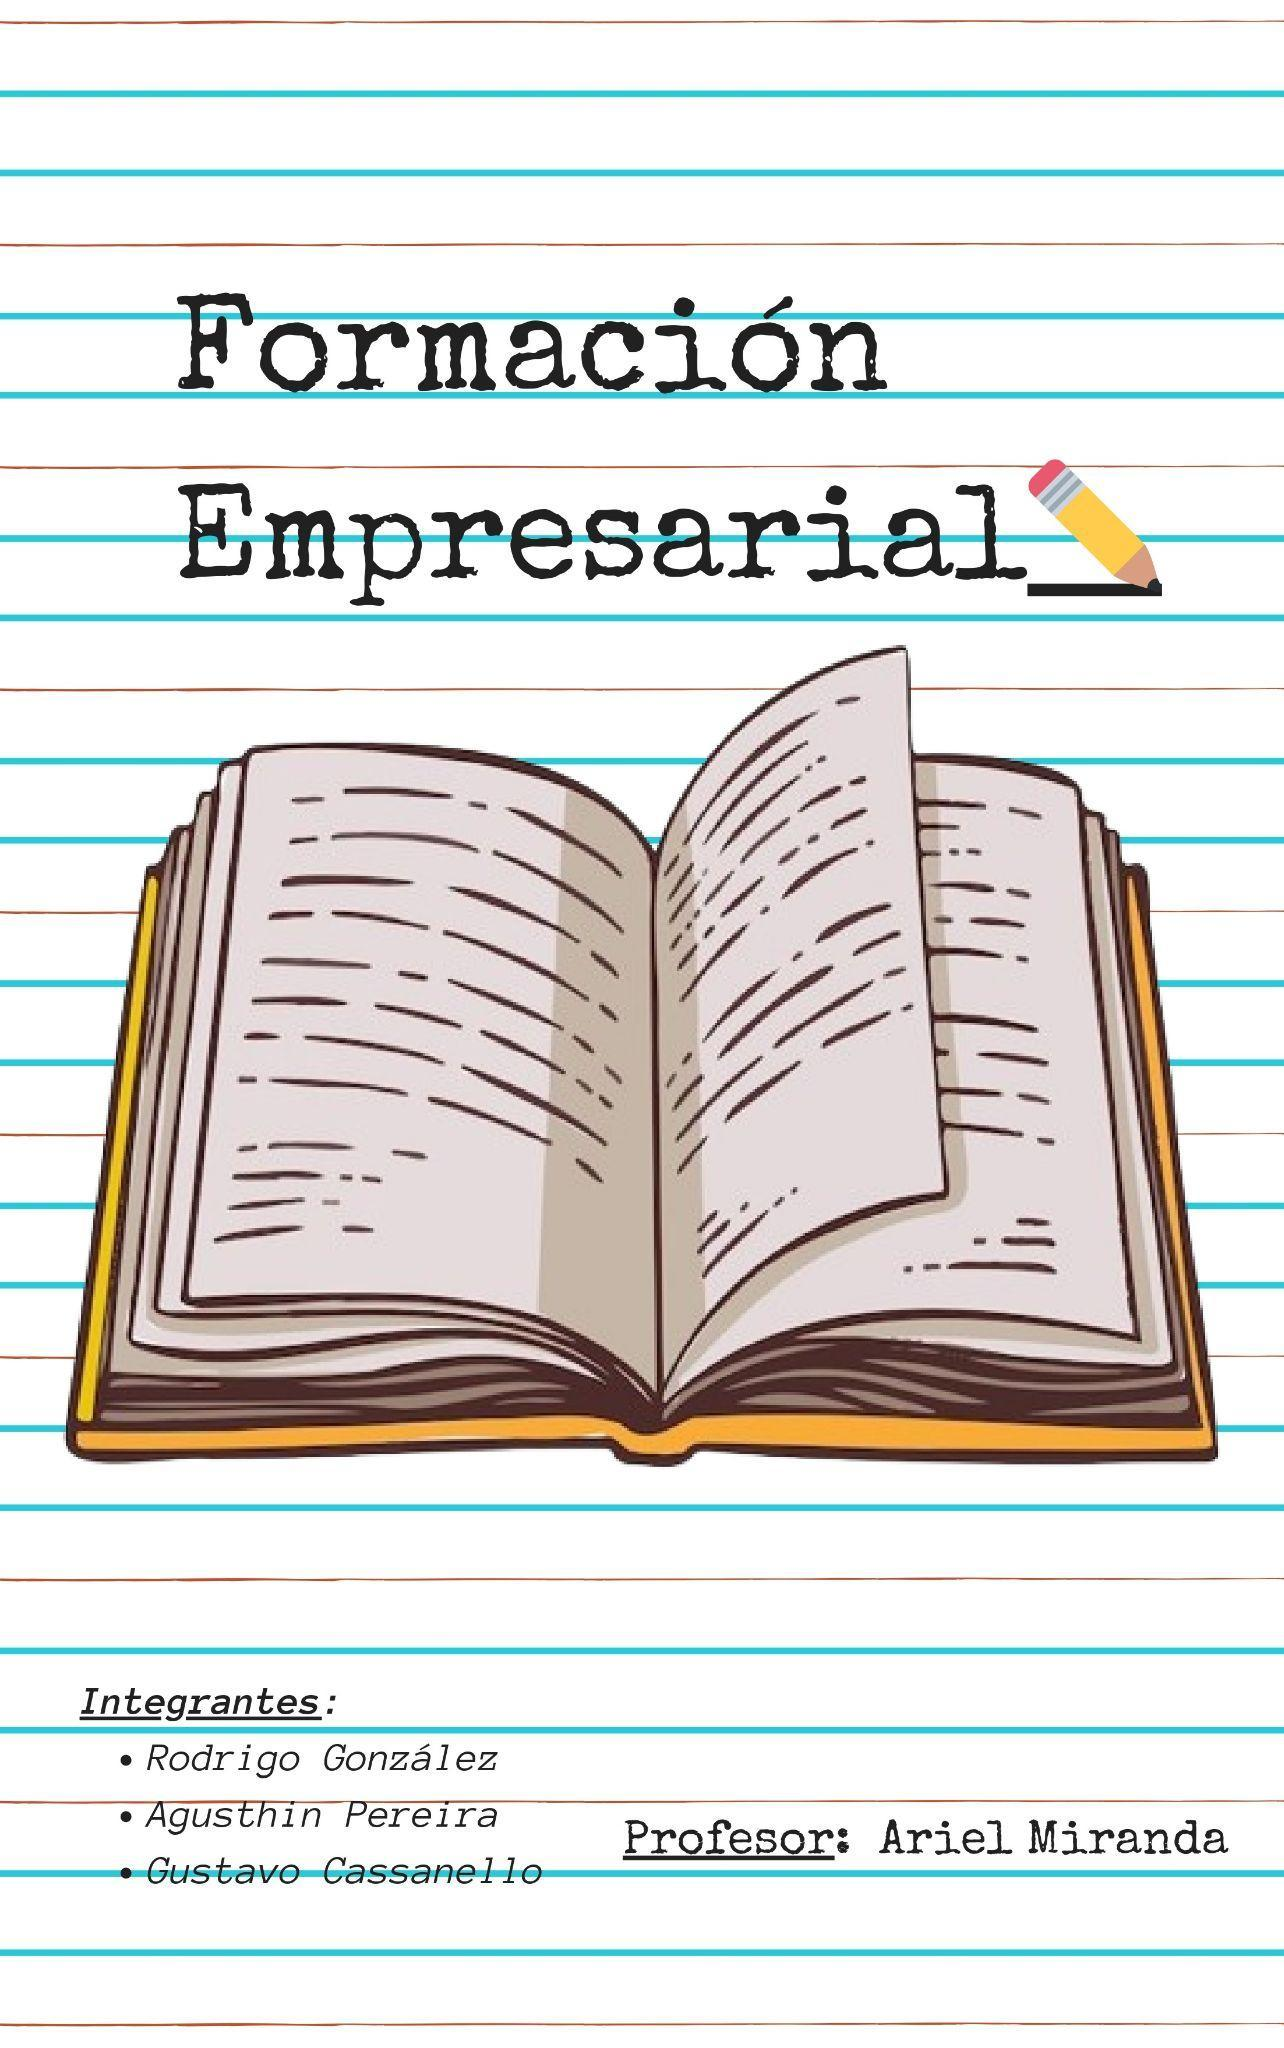 Formación
Empresarial
Integrantes:
• Rodrigo González
• Agusthin Pereira
• Gustavo Cassanello
Profesor: Ariel Miranda